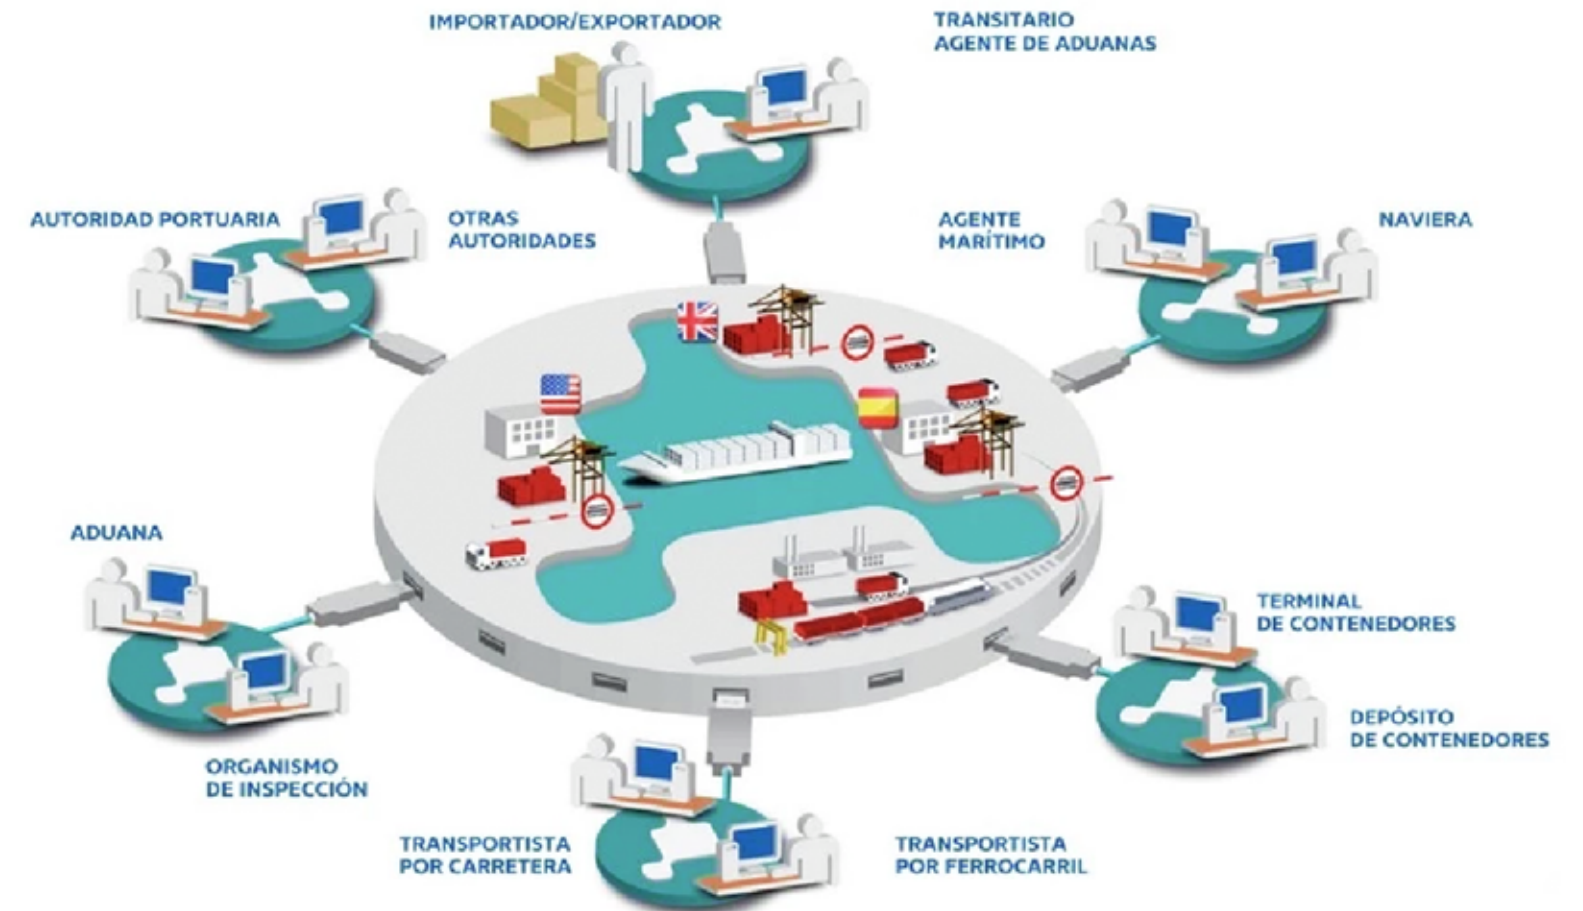 IMPORTADOR/EXPORTADOR
TRANSITARIO
AGENTE DE ADUANAS
AUTORIDAD PORTUARIA
OTRAS
AUTORIDADES
AGENTE
MARÍTIMO
NAVIERA
ADUANA
ORGANISMO
DE INSPECCIÓN
TERMINAL
DE CONTENEDORES
DEPÓSITO
DE CONTENEDORES
TRANSPORTISTA
POR CARRETERA
TRANSPORTISTA
POR FERROCARRIL